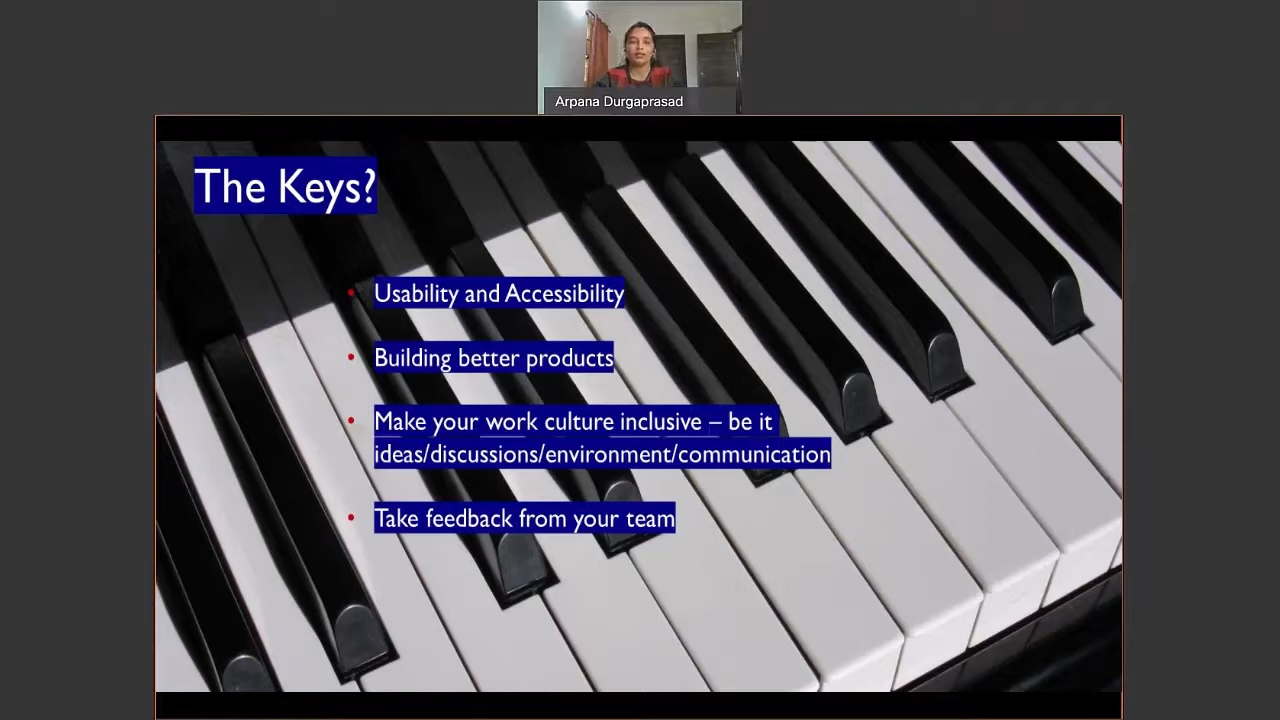 Arpana Durgaprasad
The Keys?
• Usability and Accessibility
• Building better products
• Make your work culture inclusive – be it
ideas/discussions/environment/communication
• Take feedback from your team